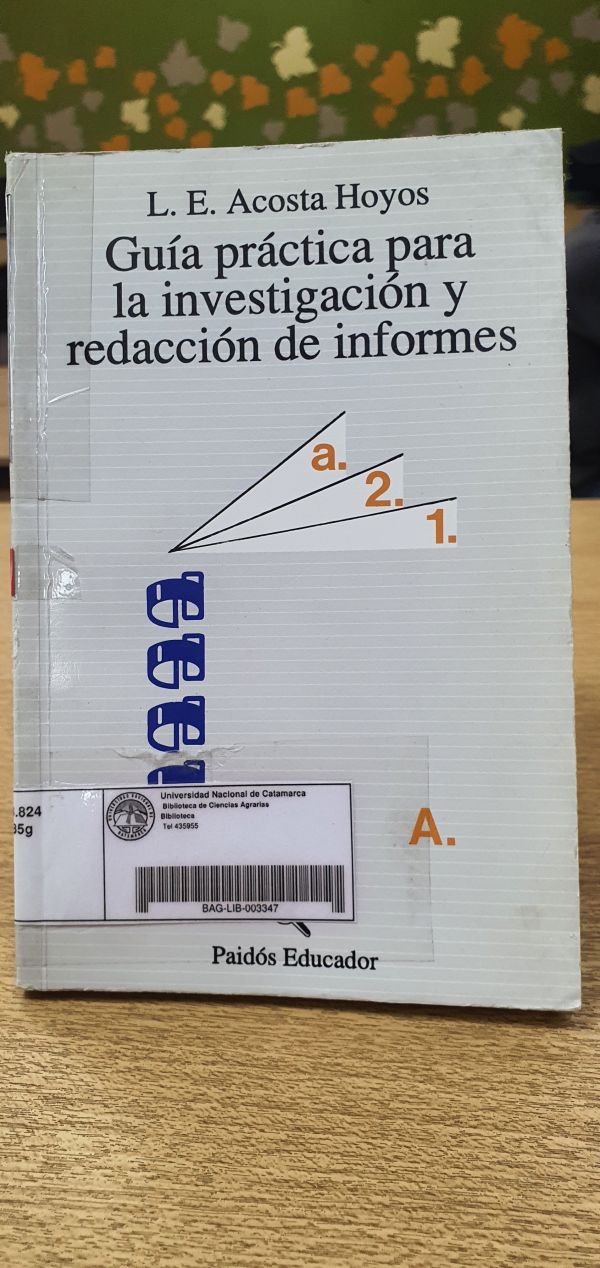 L. E. Acosta Hoyos
Guía práctica para
la investigación y
redacción de informes
a.
2.
1.
.824
35g
Universidad Nacional de Catamarca
Biblioteca de Ciencias Agrarias
Biblioteca
Tel 435955
BAG-LIB-003347
A.
Paidós Educador